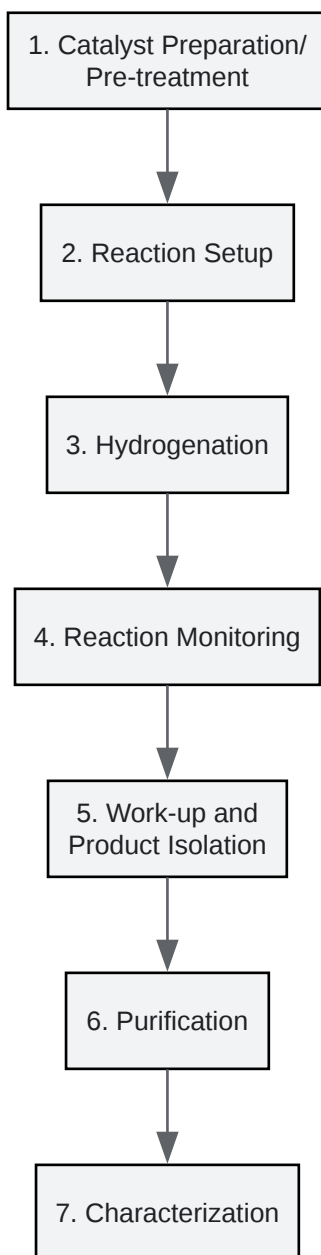 1. Catalyst Preparation/
Pre-treatment
2. Reaction Setup
3. Hydrogenation
4. Reaction Monitoring
5. Work-up and
Product Isolation
6. Purification
7. Characterization